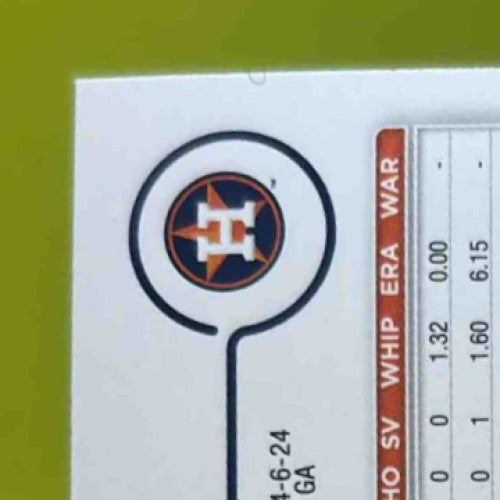 H
4-6-24
GA
HO SV WHIP ERA WAR
0 0 1.32 0.00 -
0 1 1.60 6.15 -